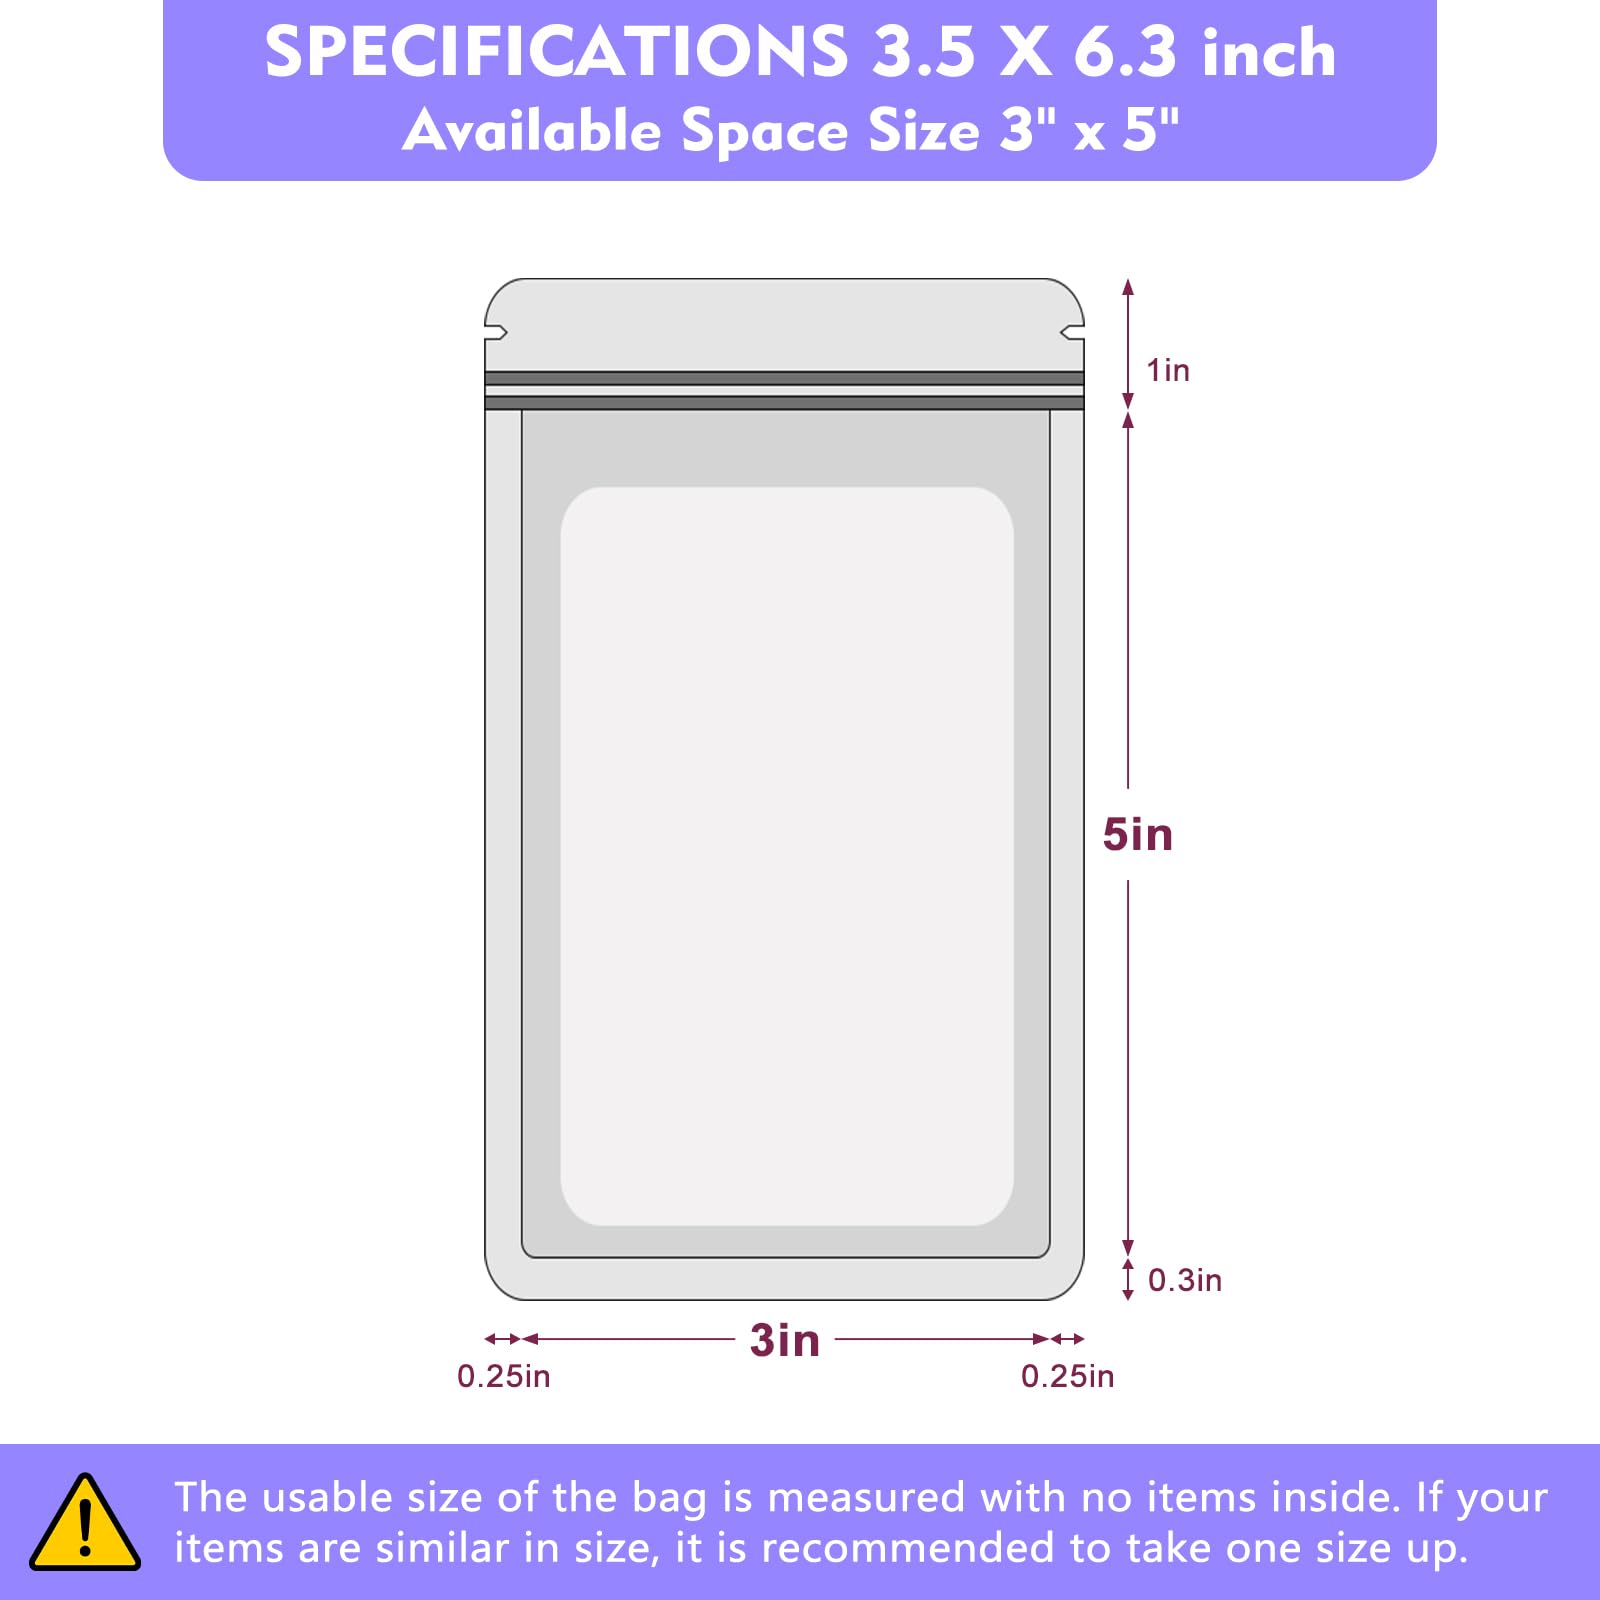 SPECIFICATIONS 3.5 X 6.3 inch
Available Space Size 3" x 5"
1in
5in
0.3in
3in
0.25in
0.25in
The usable size of the bag is measured with no items inside. If your
items are similar in size, it is recommended to take one size up.